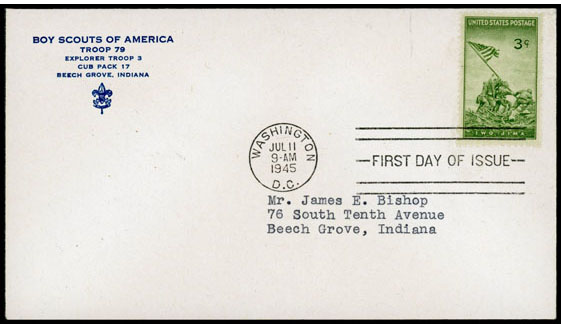 BOY SCOUTS OF AMERICA
TROOP 79
EXPLORER TROOP 3
CUB PACK 17
BEECH GROVE, INDIANA
UNITED STATES POSTAGE
3¢
IWO JIMA
WASHINGTON
JUL 11
9-AM
1945
D.C.
FIRST DAY OF ISSUE
Mr. James E. Bishop
76 South Tenth Avenue
Beech Grove, Indiana